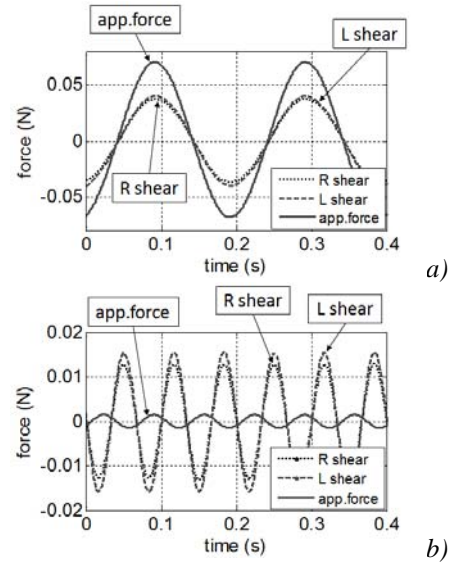 app.force
L shear
0.05
0
-0.05
force (N)
R shear
R shear
L shear
app.force
0 0.1 0.2 0.3 0.4
time (s)
a)
app.force
R shear
L shear
0.02
0.01
0
-0.01
-0.02
force (N)
R shear
L shear
app.force
0 0.1 0.2 0.3 0.4
time (s)
b)